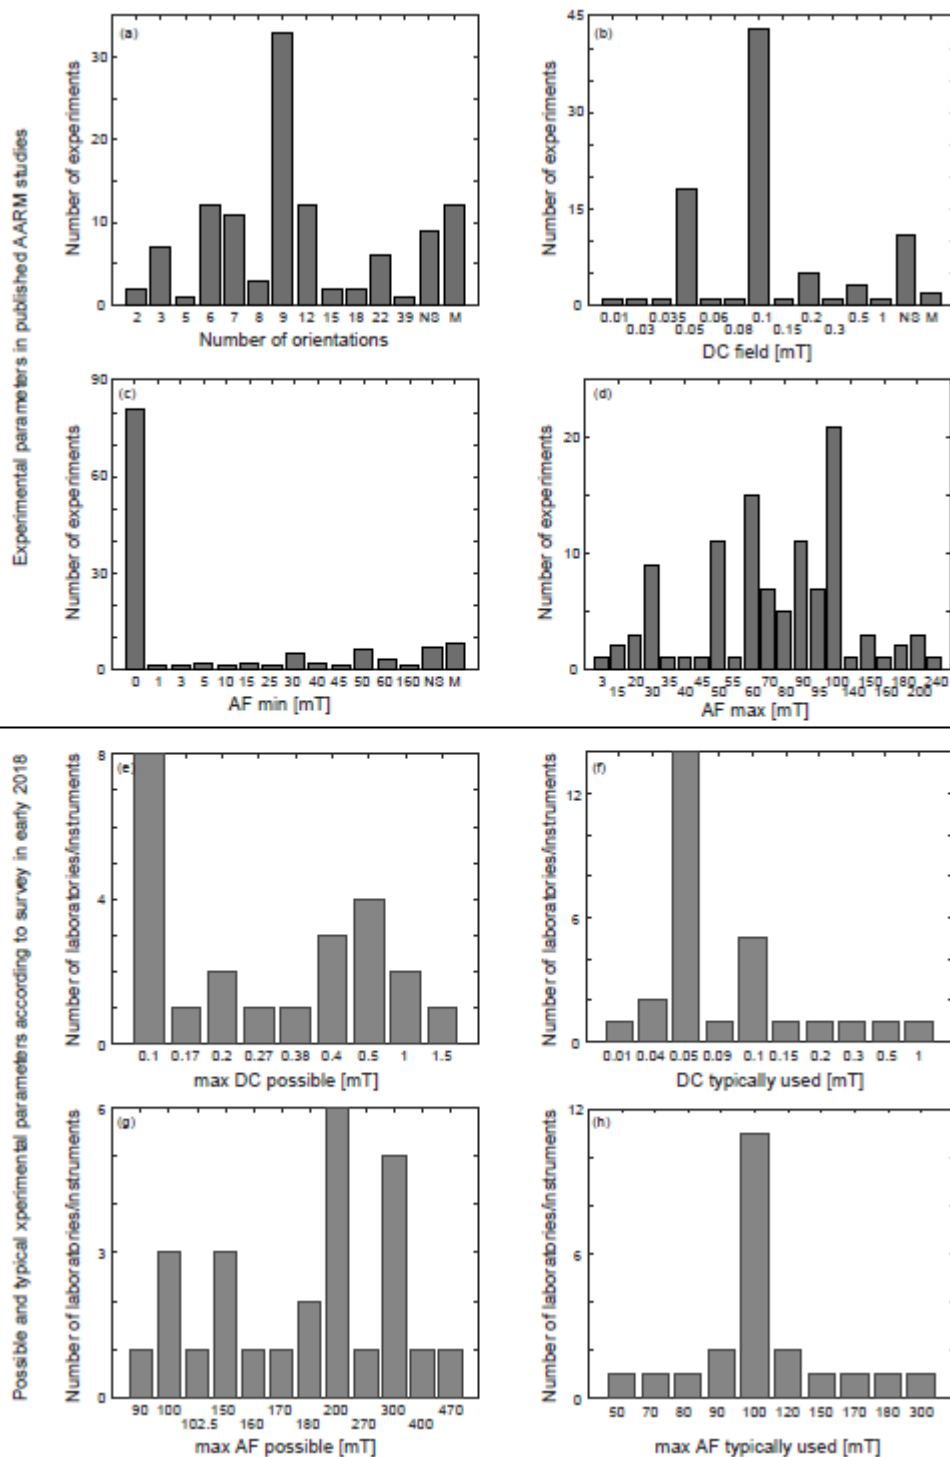 Experimental parameters in published AARM studies
(a)
Number of experiments
30
20
10
0
2 3 5 6 7 8 9 12 15 18 22 39 NS M
Number of orientations
(b)
Number of experiments
45
30
15
0
0.01 0.035 0.06 0.1 0.2 0.5 1 NS M
0.03 0.05 0.08 0.15 0.3
DC field [mT]
(c)
Number of experiments
90
60
30
0
0 1 3 5 10 15 25 30 40 45 50 60 160 NS M
AF min [mT]
(d)
Number of experiments
20
10
0
3 20 35 45 55 70 90 100 150 180 240
15 30 40 50 60 80 95 140 160 200
AF max [mT]
Possible and typical xperimental parameters according to survey in early 2018
(e)
Number of laboratories/instruments
8
4
0
0.1 0.17 0.2 0.27 0.38 0.4 0.5 1 1.5
max DC possible [mT]
(f)
Number of laboratories/instruments
12
6
0
0.01 0.04 0.05 0.09 0.1 0.15 0.2 0.3 0.5 1
DC typically used [mT]
(g)
Number of laboratories/instruments
6
3
0
90 100 150 170 200 300 470
102.5 160 180 270 400
max AF possible [mT]
(h)
Number of laboratories/instruments
12
6
0
50 70 80 90 100 120 150 170 180 300
max AF typically used [mT]